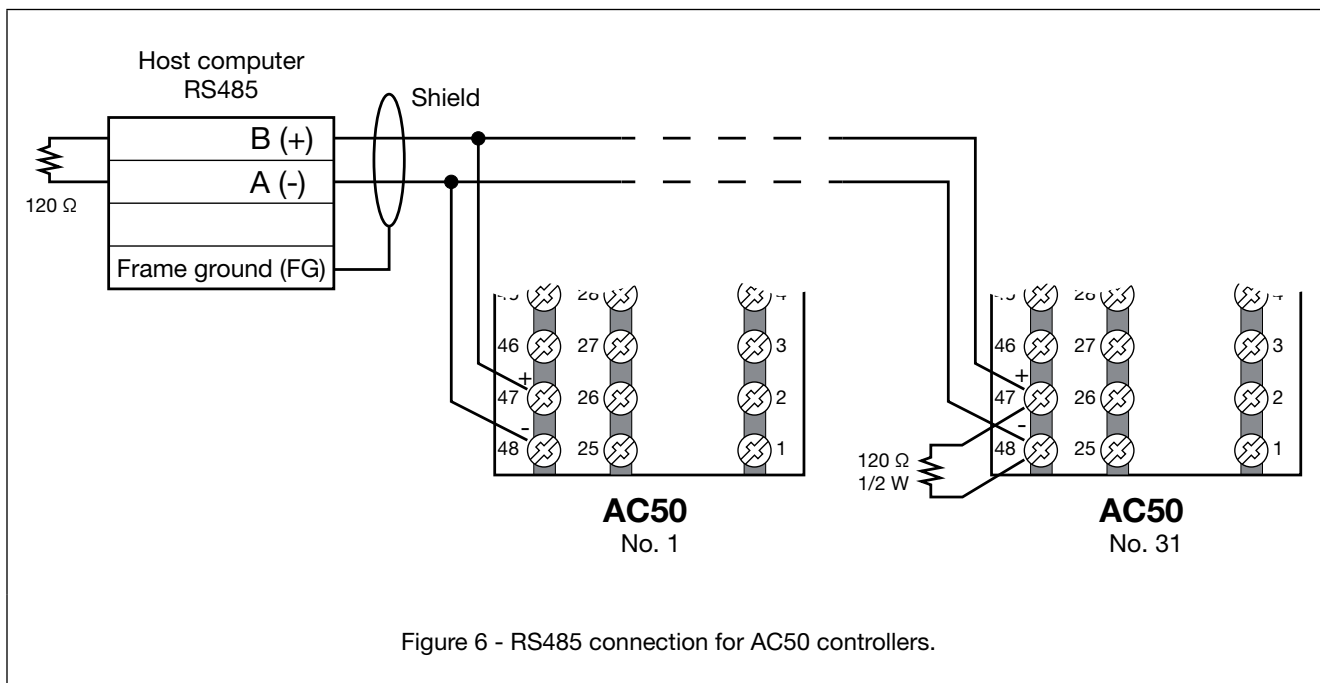 Host computer
RS485
Shield
B (+)
A (-)
120 Ω
Frame ground (FG)
46 27 3
+
47 26 2
-
48 25 1
AC50
No. 1
46 27 3
+
47 26 2
-
48 25 1
120 Ω
1/2 W
AC50
No. 31
Figure 6 - RS485 connection for AC50 controllers.